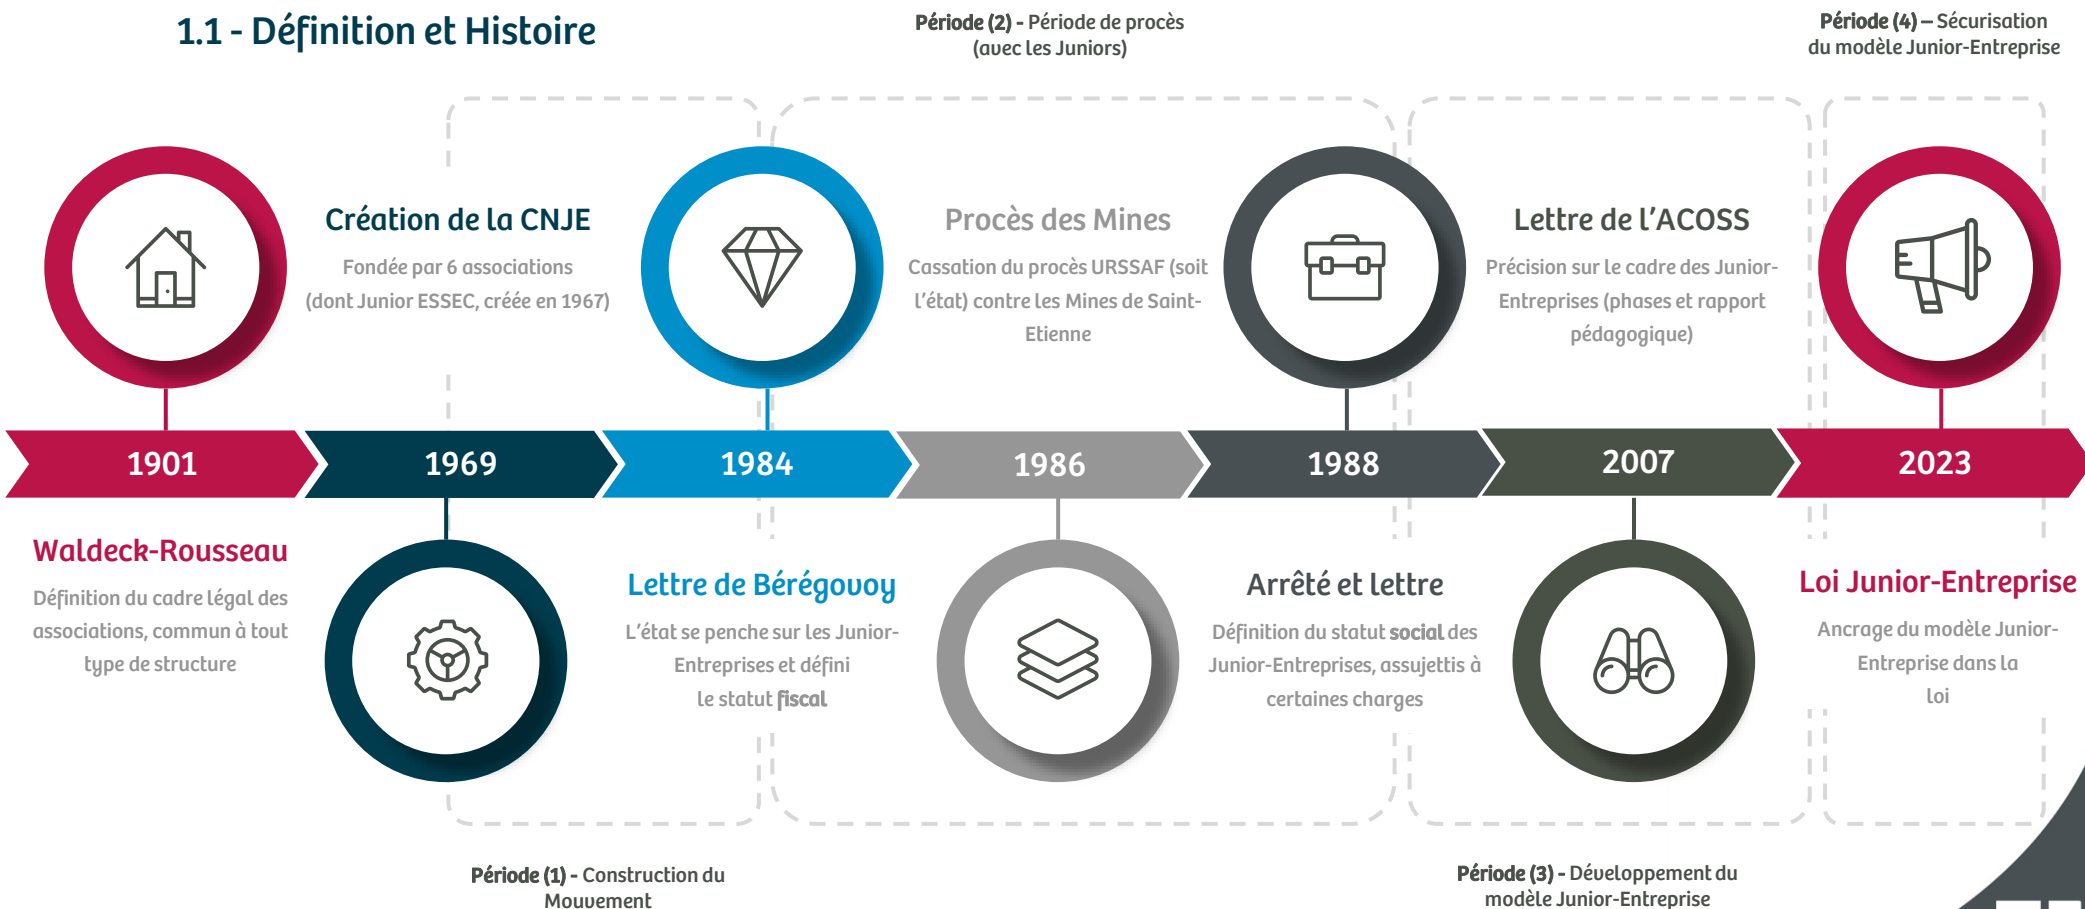 1.1 - Définition et Histoire
Période (2) - Période de procès
(avec les Juniors)
Période (4) – Sécurisation
du modèle Junior-Entreprise
Création de la CNJE
Fondée par 6 associations
(dont Junior ESSEC, créée en 1967)
Procès des Mines
Cassation du procès URSSAF (soit
l'état) contre les Mines de Saint-
Etienne
Lettre de l'ACOSS
Précision sur le cadre des Junior-
Entreprises (phases et rapport
pédagogique)
1901
1969
1984
1986
1988
2007
2023
Waldeck-Rousseau
Définition du cadre légal des
associations, commun à tout
type de structure
Lettre de Bérégovoy
L'état se penche sur les Junior-
Entreprises et défini
le statut fiscal
Arrêté et lettre
Définition du statut social des
Junior-Entreprises, assujettis à
certaines charges
Loi Junior-Entreprise
Ancrage du modèle Junior-
Entreprise dans la
loi
Période (1) - Construction du
Mouvement
Période (3) - Développement du
modèle Junior-Entreprise